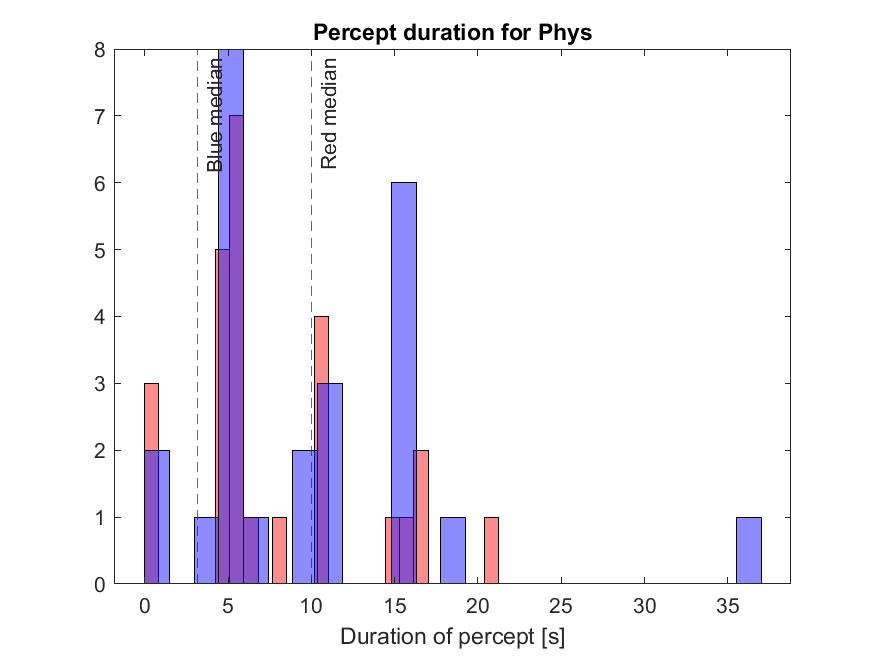 Percept duration for Phys
8
7
6
5
4
3
2
1
0
Blue median
Red median
0 5 10 15 20 25 30 35
Duration of percept [s]